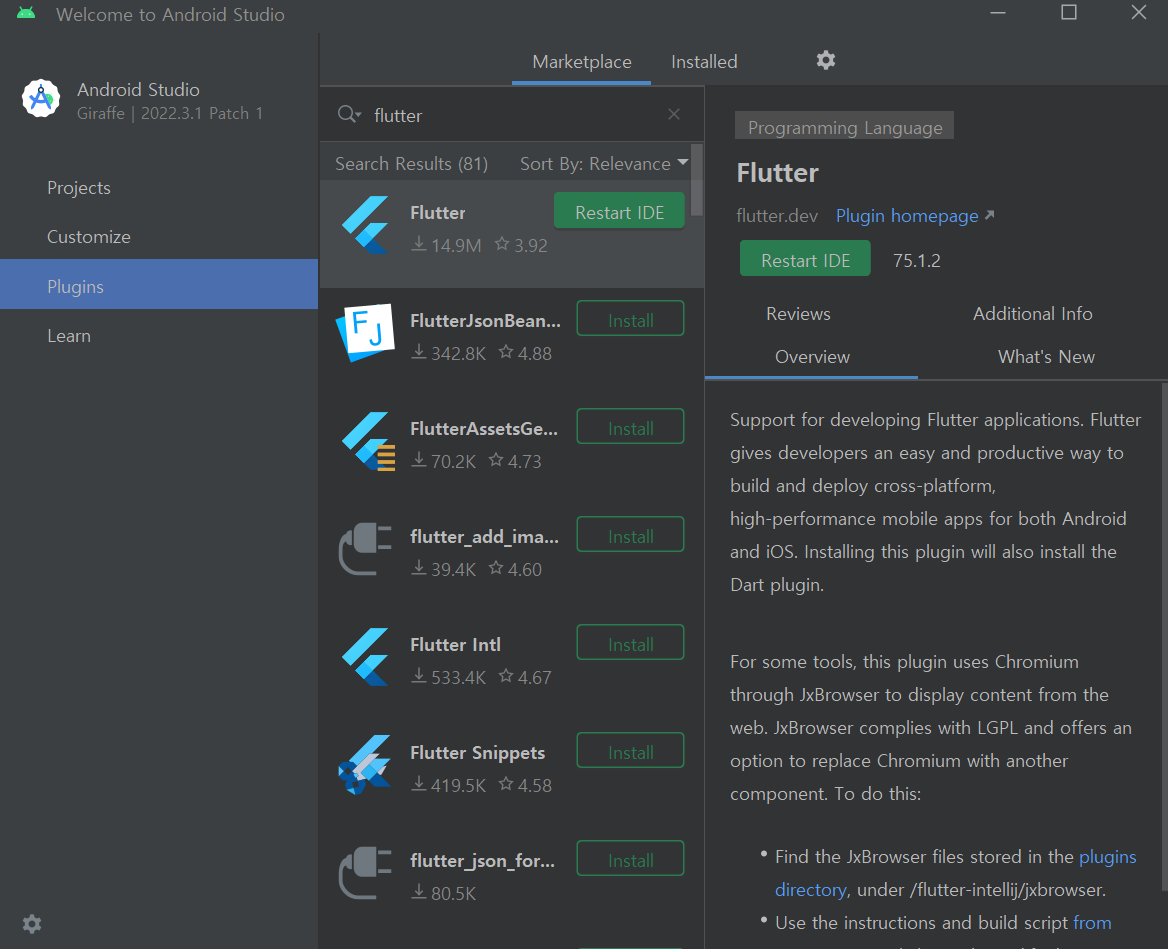 Welcome to Android Studio
Android Studio
Giraffe | 2022.3.1 Patch 1
Projects
Customize
Plugins
Learn
Marketplace
Installed
flutter
Search Results (81)
Sort By: Relevance
Flutter
Restart IDE
14.9M
3.92
FlutterJsonBean...
Install
342.8K
4.88
FlutterAssetsGe...
Install
70.2K
4.73
flutter_add_ima...
Install
39.4K
4.60
Flutter Intl
Install
533.4K
4.67
Flutter Snippets
Install
419.5K
4.58
flutter_json_for...
Install
80.5K
Programming Language
Flutter
flutter.dev
Plugin homepage
Restart IDE
75.1.2
Reviews
Additional Info
Overview
What's New
Support for developing Flutter applications. Flutter
gives developers an easy and productive way to
build and deploy cross-platform,
high-performance mobile apps for both Android
and iOS. Installing this plugin will also install the
Dart plugin.
For some tools, this plugin uses Chromium
through JxBrowser to display content from the
web. JxBrowser complies with LGPL and offers an
option to replace Chromium with another
component. To do this:
• Find the JxBrowser files stored in the plugins
directory, under /flutter-intellij/jxbrowser.
• Use the instructions and build script from